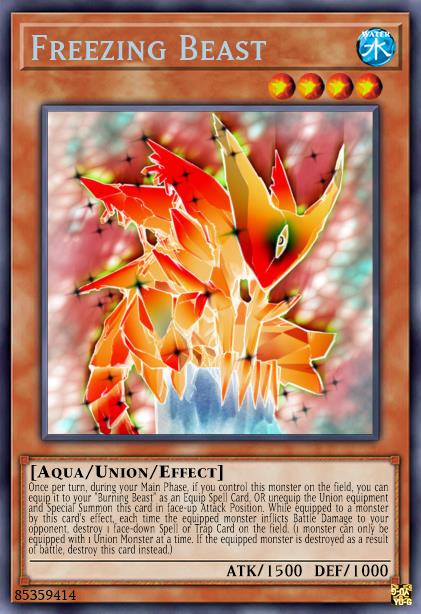 Freezing Beast
WATER
水
[Aqua/Union/Effect]
Once per turn, during your Main Phase, if you control this monster on the field, you can
equip it to your "Burning Beast" as an Equip Spell Card, OR unequip the Union equipment
and Special Summon this card in face-up Attack Position. While equipped to a monster
by this card's effect, each time the equipped monster inflicts Battle Damage to your
opponent, destroy 1 face-down Spell or Trap Card on the field. (1 monster can only be
equipped with 1 Union Monster at a time. If the equipped monster is destroyed as a result
of battle, destroy this card instead.)
ATK/1500 DEF/1000
85359414